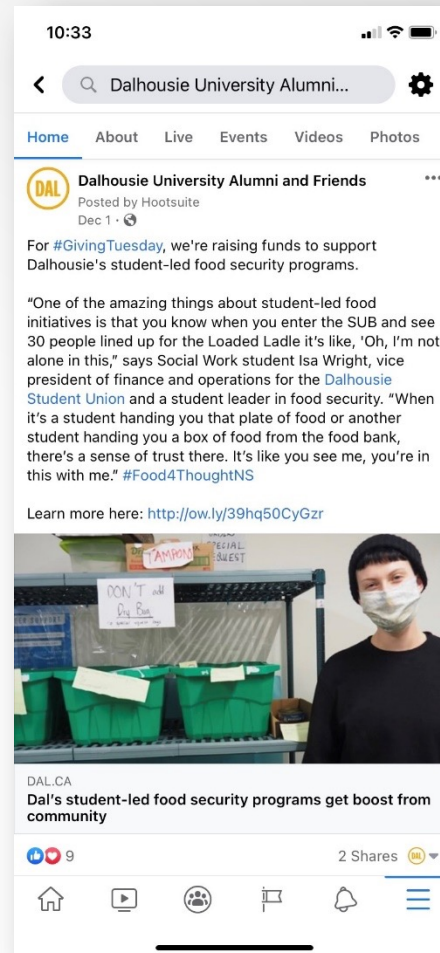 10:33
Dalhousie University Alumni...
Home About Live Events Videos Photos
DAL
Dalhousie University Alumni and Friends
Posted by Hootsuite
Dec 1 ·
For #GivingTuesday, we're raising funds to support
Dalhousie's student-led food security programs.
“One of the amazing things about student-led food
initiatives is that you know when you enter the SUB and see
30 people lined up for the Loaded Ladle it's like, 'Oh, I'm not
alone in this,” says Social Work student Isa Wright, vice
president of finance and operations for the Dalhousie
Student Union and a student leader in food security. “When
it's a student handing you that plate of food or another
student handing you a box of food from the food bank,
there's a sense of trust there. It's like you see me, you're in
this with me.” #Food4ThoughtNS
Learn more here: http://ow.ly/39hq50CyGzr
TAMPON
DON'T add
Dry Bag
DAL.CA
Dal's student-led food security programs get boost from
community
9
2 Shares
DAL